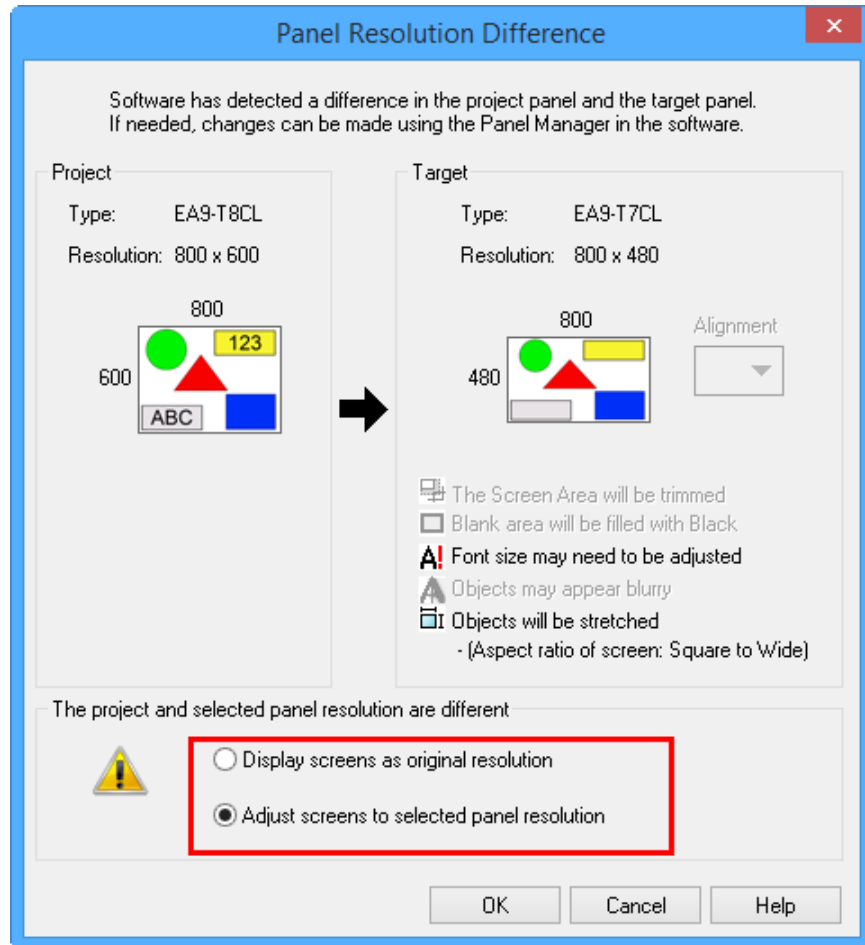 Panel Resolution Difference
Software has detected a difference in the project panel and the target panel.
If needed, changes can be made using the Panel Manager in the software.
Project
Type: EA9-T8CL
Resolution: 800 x 600
800
600
123
ABC
Target
Type: EA9-T7CL
Resolution: 800 x 480
800
480
Alignment
The Screen Area will be trimmed
Blank area will be filled with Black
A! Font size may need to be adjusted
A Objects may appear blurry
Objects will be stretched
- (Aspect ratio of screen: Square to Wide)
The project and selected panel resolution are different
Display screens as original resolution
Adjust screens to selected panel resolution
OK Cancel Help